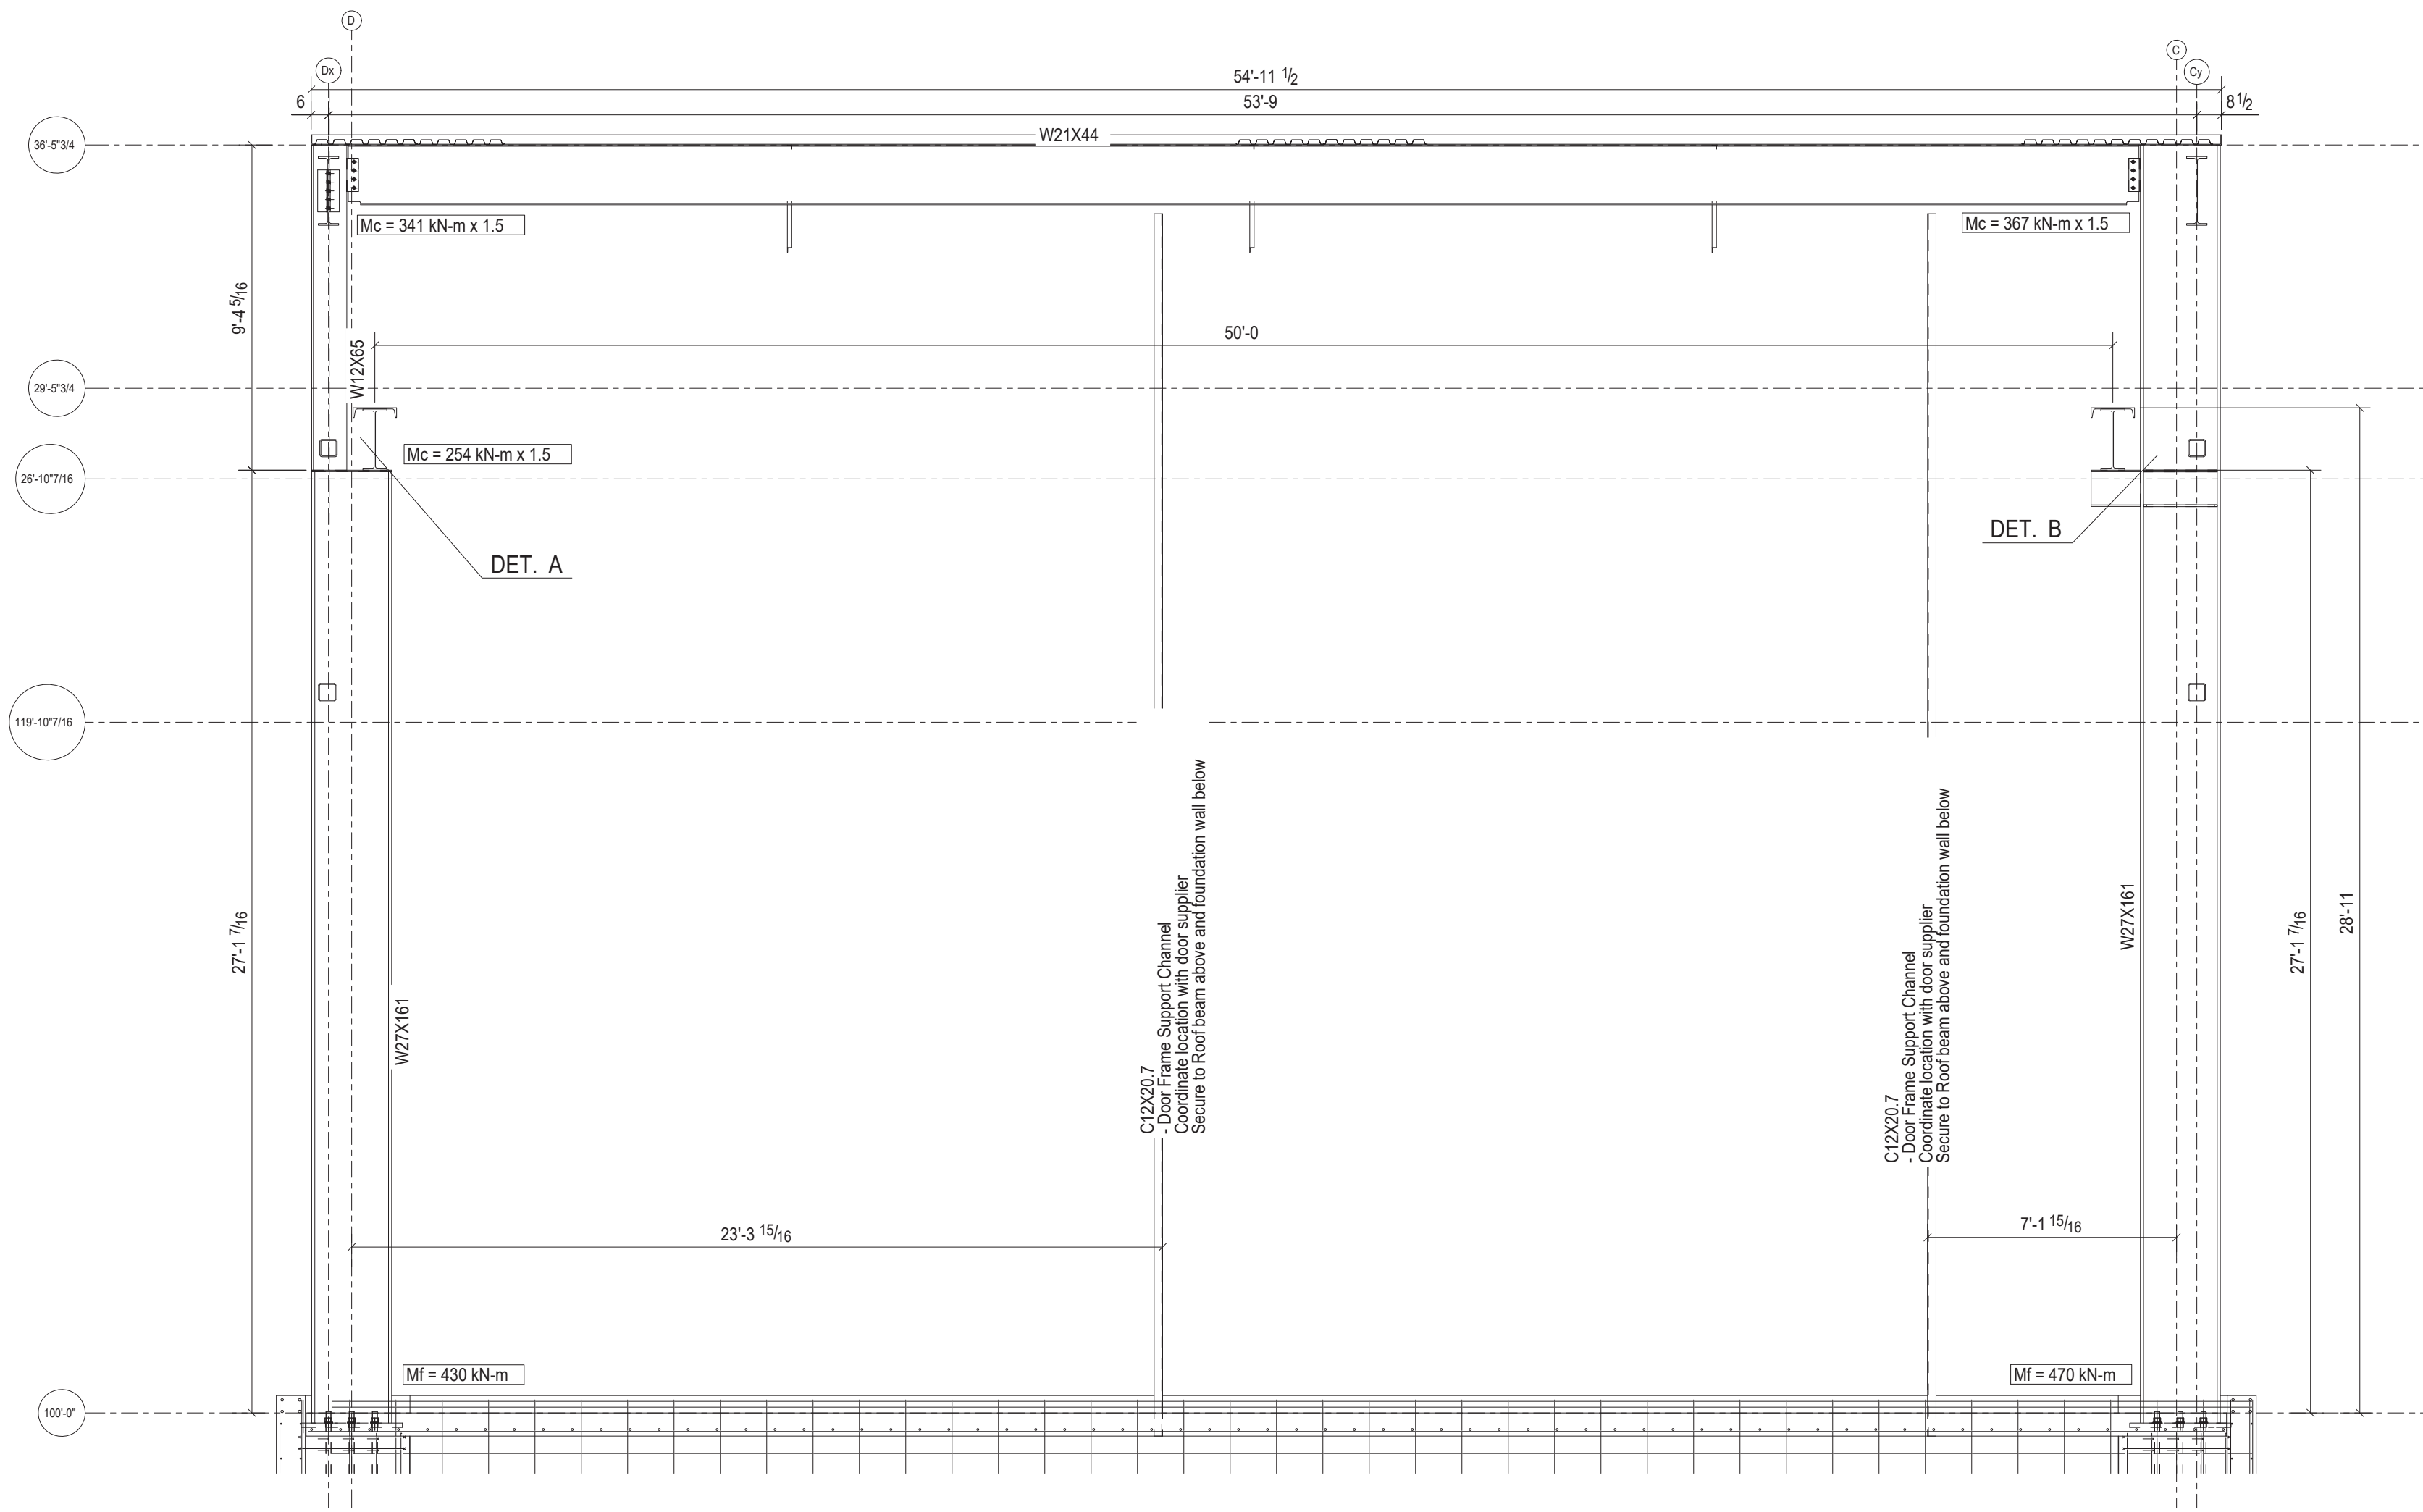 D
C
Dx
Cy
54'-11 1/2
6
53'-9
8 1/2
W21X44
36'-5"3/4
Mc = 341 kN-m x 1.5
Mc = 367 kN-m x 1.5
9'-4 5/16
50'-0
W12X65
29'-5"3/4
Mc = 254 kN-m x 1.5
26'-10"7/16
DET. A
DET. B
119'-10"7/16
27'-1 7/16
W27X161
C12X20.7
- Door Frame Support Channel
Coordinate location with door supplier
Secure to Roof beam above and foundation wall below
C12X20.7
- Door Frame Support Channel
Coordinate location with door supplier
Secure to Roof beam above and foundation wall below
W27X161
27'-1 7/16
28'-11
23'-3 15/16
7'-1 15/16
Mf = 430 kN-m
Mf = 470 kN-m
100'-0"